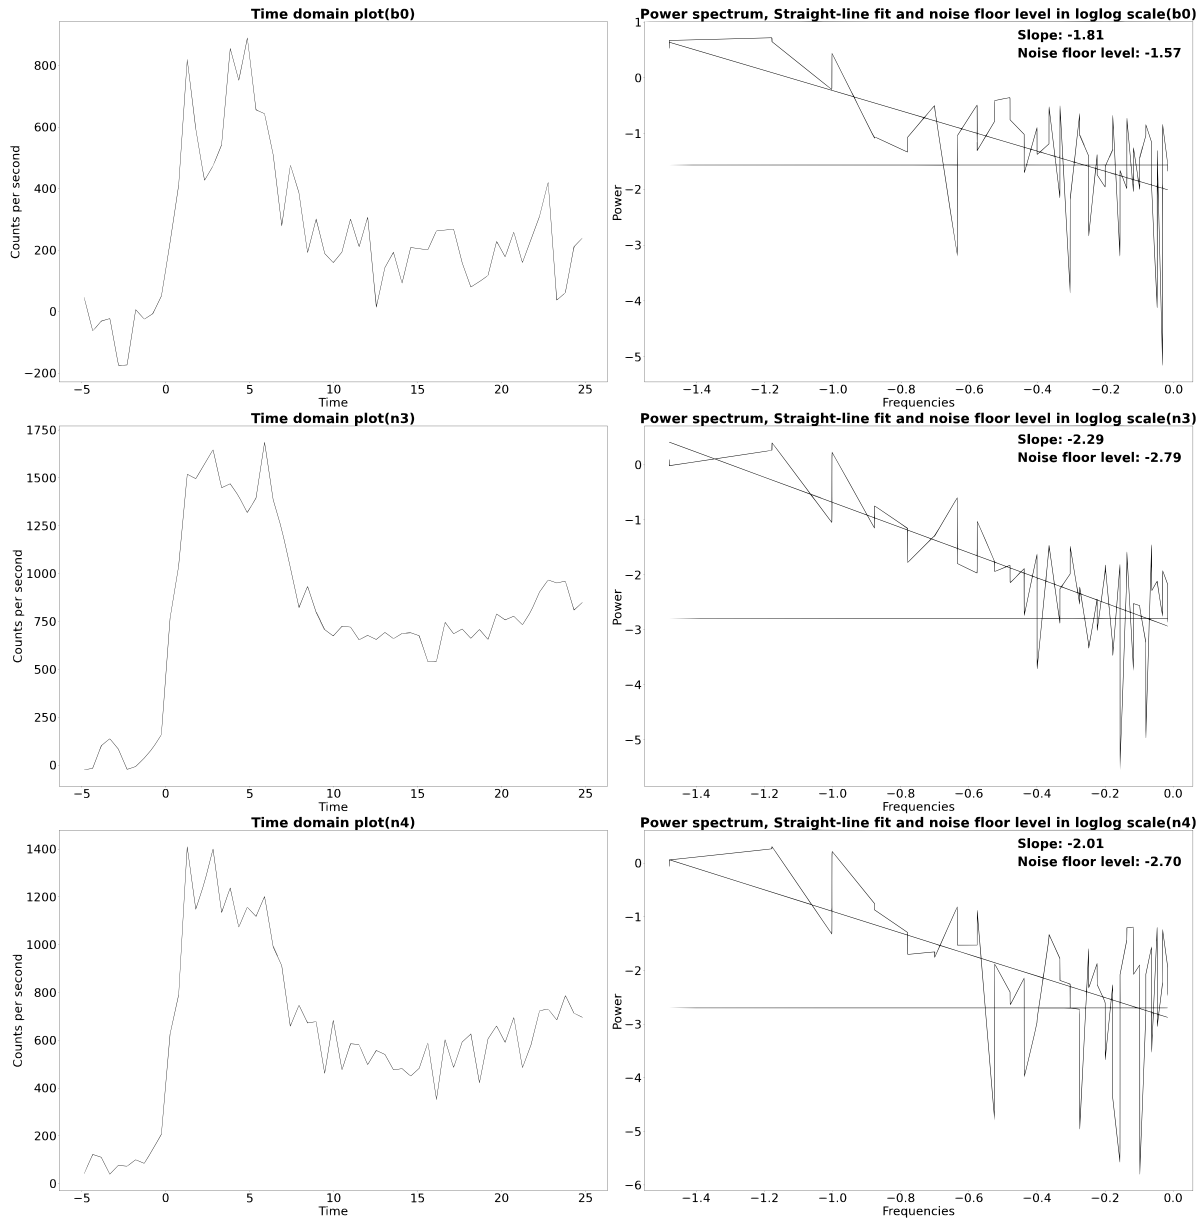 Time domain plot(b0)
Counts per second
800
600
400
200
0
−200
−5 0 5 10 15 20 25
Time
Power spectrum, Straight-line fit and noise floor level in loglog scale(b0)
Slope: -1.81
Noise floor level: -1.57
Power
1
0
−1
−2
−3
−4
−5
−1.4 −1.2 −1.0 −0.8 −0.6 −0.4 −0.2 0.0
Frequencies
Time domain plot(n3)
Counts per second
1750
1500
1250
1000
750
500
250
0
−5 0 5 10 15 20 25
Time
Power spectrum, Straight-line fit and noise floor level in loglog scale(n3)
Slope: -2.29
Noise floor level: -2.79
Power
0
−1
−2
−3
−4
−5
−1.4 −1.2 −1.0 −0.8 −0.6 −0.4 −0.2 0.0
Frequencies
Time domain plot(n4)
Counts per second
1400
1200
1000
800
600
400
200
0
−5 0 5 10 15 20 25
Time
Power spectrum, Straight-line fit and noise floor level in loglog scale(n4)
Slope: -2.01
Noise floor level: -2.70
Power
0
−1
−2
−3
−4
−5
−6
−1.4 −1.2 −1.0 −0.8 −0.6 −0.4 −0.2 0.0
Frequencies